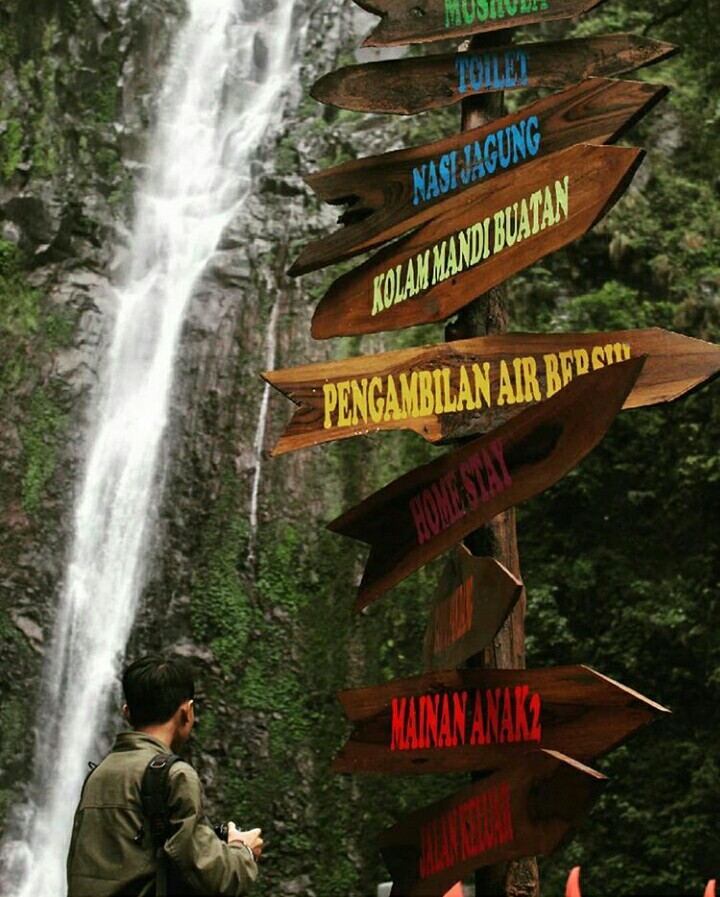 MUSHOLA
TOILET
NASI JAGUNG
KOLAM MANDI BUATAN
PENGAMBILAN AIR BERSIH
HOME STAY
MAINAN ANAK2
JALAN KELUAR